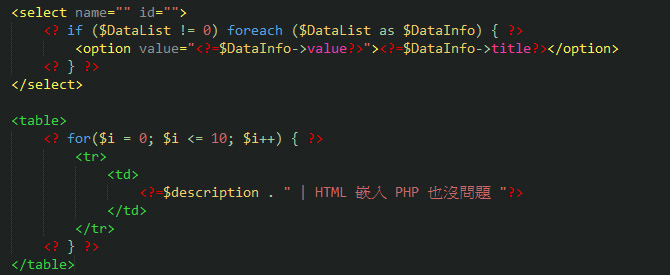 <select name="" id="">
    <? if ($DataList != 0) foreach ($DataList as $DataInfo) { ?>
        <option value="<?=$DataInfo->value?>"><?=$DataInfo->title?></option>
    <? } ?>
</select>

<table>
    <? for($i = 0; $i <= 10; $i++) { ?>
        <tr>
            <td>
                <?=$description . " | HTML 嵌入 PHP 也沒問題 "?>
            </td>
        </tr>
    <? } ?>
</table>